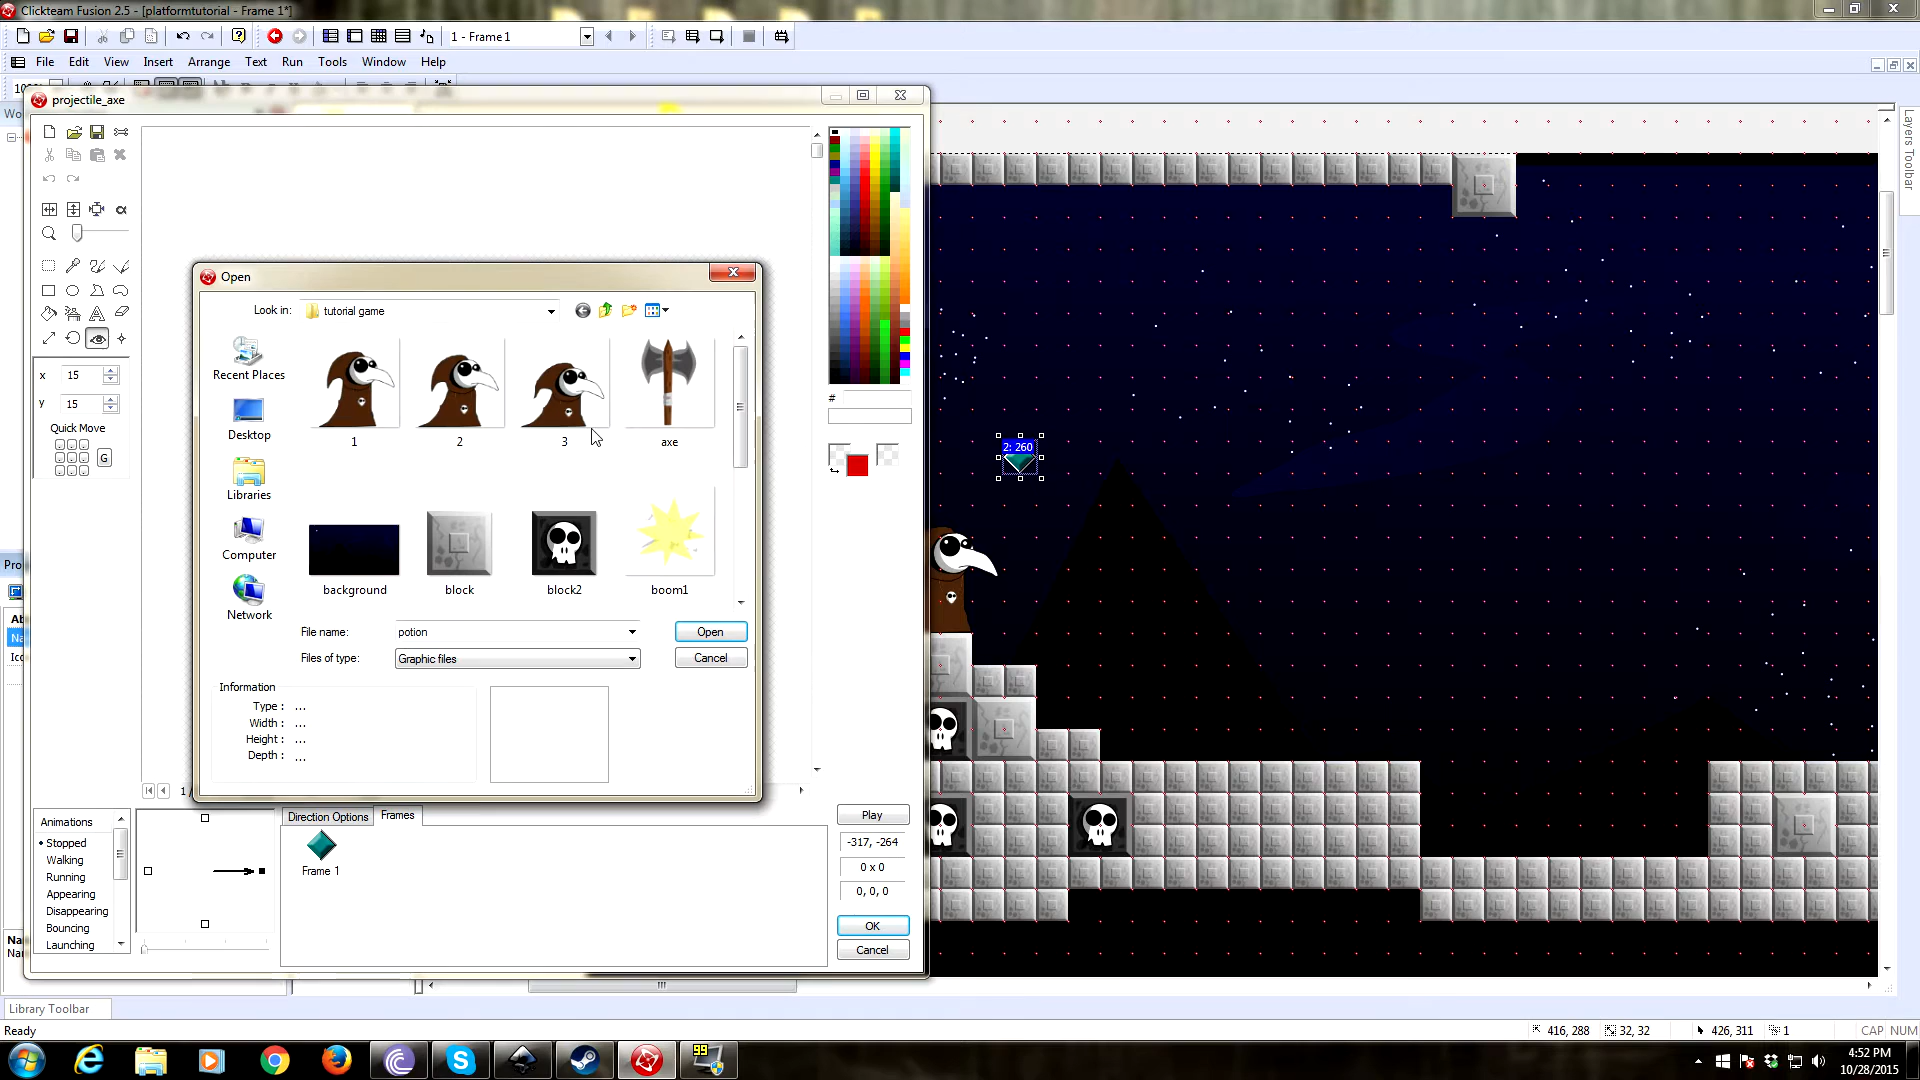 Clickteam Fusion 2.5 - [platformtutorial - Frame 1*]
1 - Frame 1
File Edit View Insert Orange Text Run Tools Window Help
projectile_axe
Open
Look in: tutorial game
Recent Places
Desktop
Libraries
Computer
Network
1 2 3 axe
background block block2 boom1
File name: potion Open
Files of type: Graphic files Cancel
Information
Type : ...
Width : ...
Height : ...
Depth : ...
x 15
y 15
Quick Move
G
#
2: 260
Layers Toolbar
Animations
Stopped
Walking
Running
Appearing
Disappearing
Bouncing
Launching
Direction Options Frames
Frame 1
Play
-317, -264
0 x 0
0, 0, 0
OK
Cancel
Library Toolbar
Ready
416, 288 32, 32 426, 311 1 CAP NUM
99
4:52 PM
10/28/2015